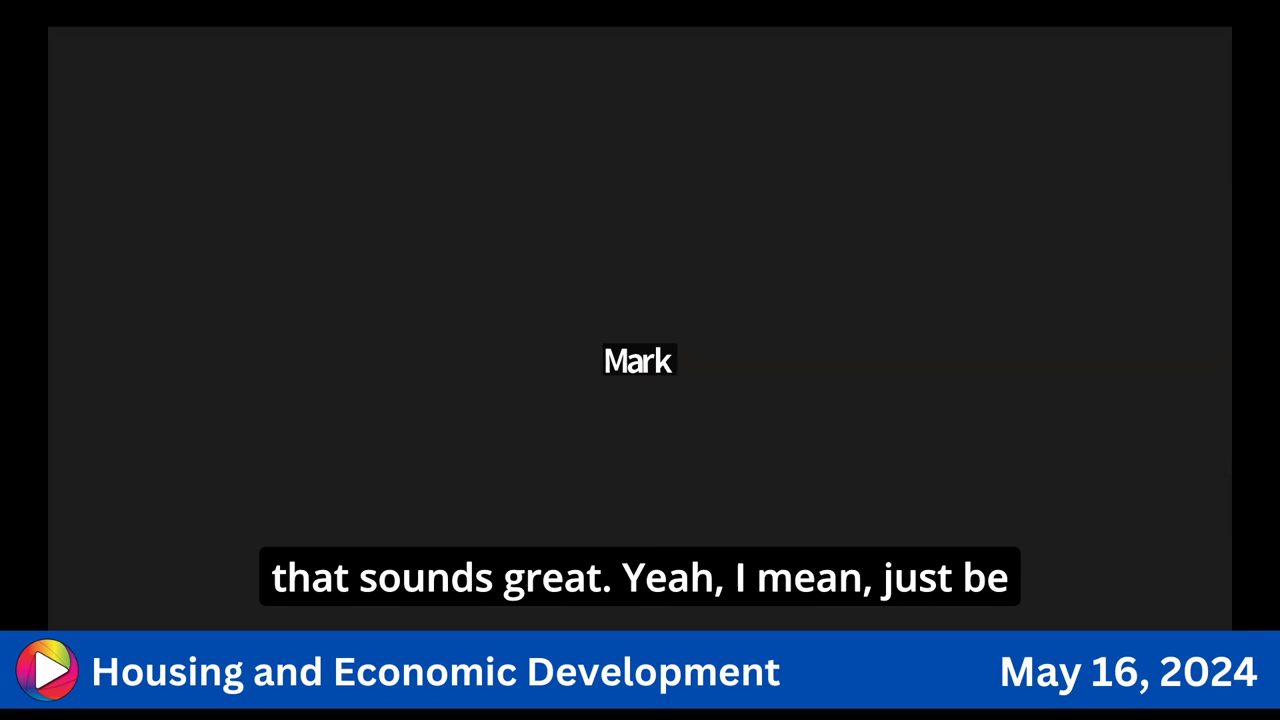 Mark
that sounds great. Yeah, I mean, just be
Housing and Economic Development
May 16, 2024